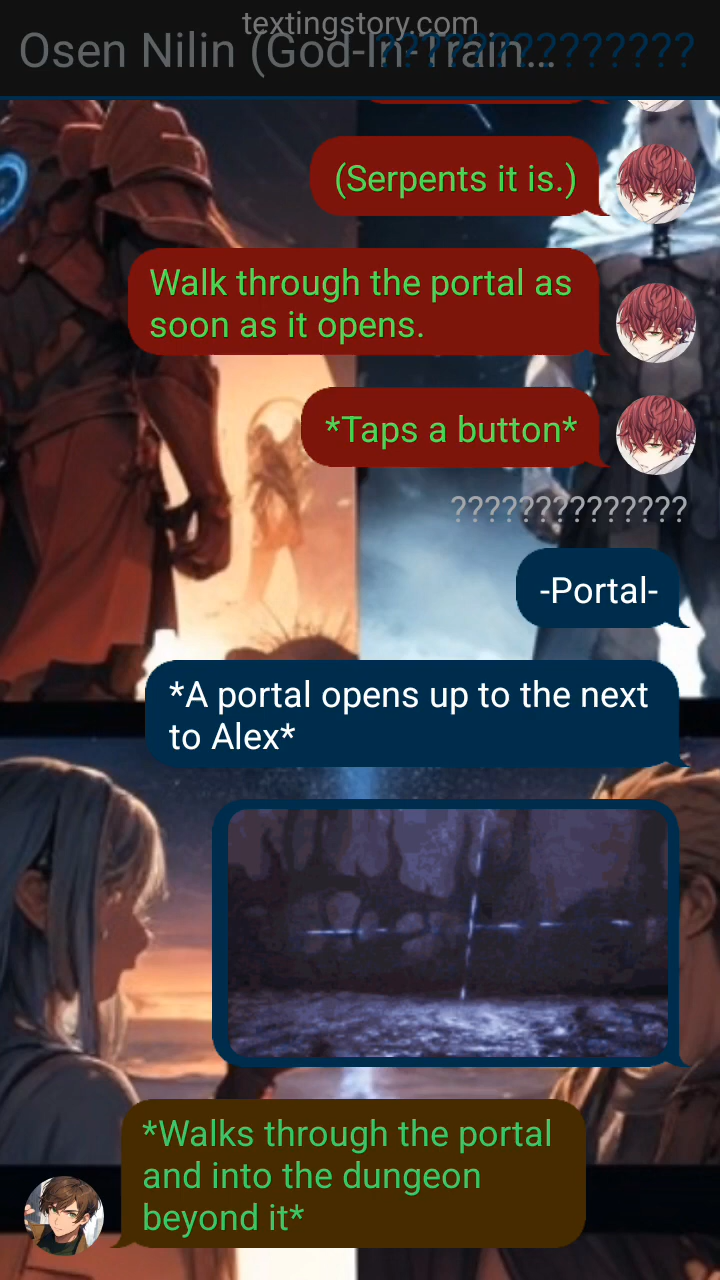 textingstory.com
Osen Nilin (God-In-Train...
??????????????
(Serpents it is.)
Walk through the portal as
soon as it opens.
*Taps a button*
??????????????
-Portal-
*A portal opens up to the next
to Alex*
*Walks through the portal
and into the dungeon
beyond it*